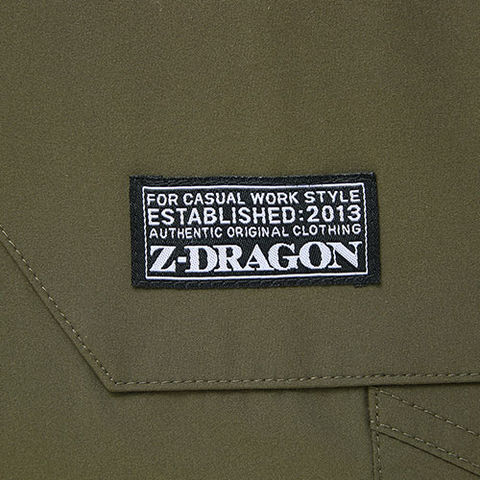 FOR CASUAL WORK STYLE
ESTABLISHED:2013
AUTHENTIC ORIGINAL CLOTHING
Z-DRAGON